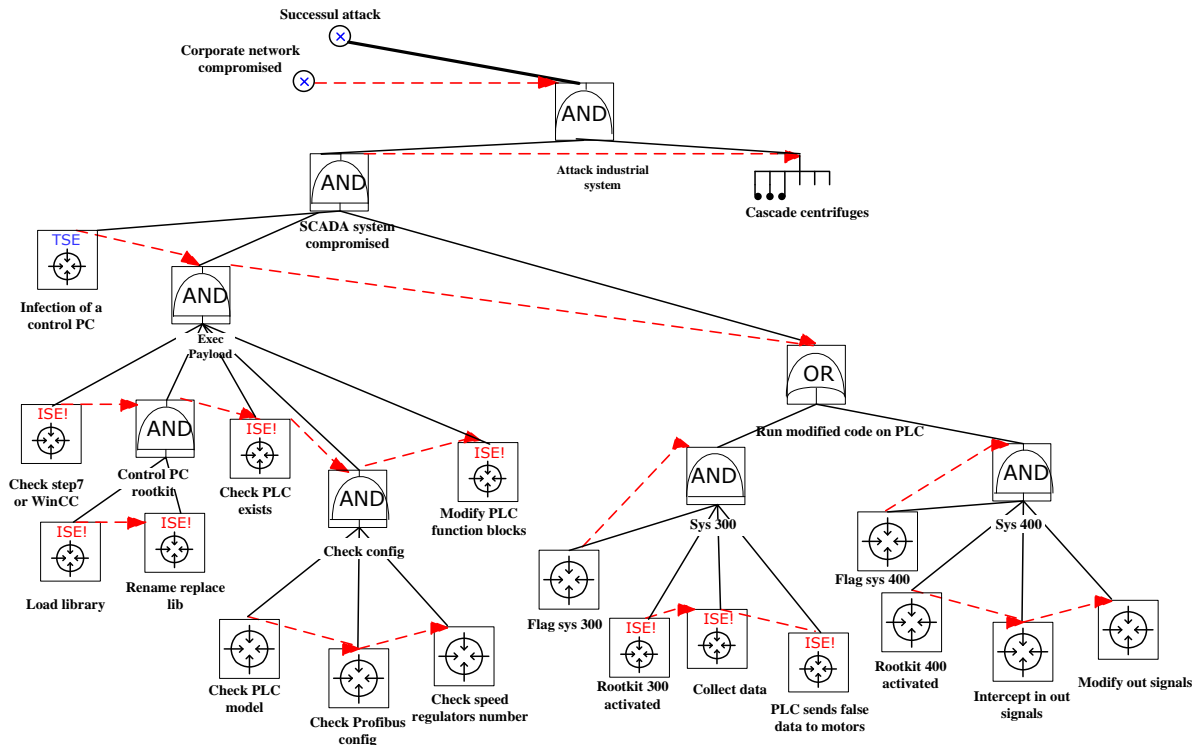 Successul attack
Corporate network
compromised
AND
AND
Attack industrial
system
Cascade centrifuges
SCADA system
compromised
TSE
Infection of a
control PC
AND
Exec
Payload
OR
Run modified code on PLC
ISE!
Check step7
or WinCC
AND
Control PC
rootkit
ISE!
Check PLC
exists
AND
Check config
ISE!
Modify PLC
function blocks
ISE!
Load library
ISE!
Rename replace
lib
Check PLC
model
Check Profibus
config
Check speed
regulators number
AND
Sys 300
AND
Sys 400
Flag sys 300
ISE!
Rootkit 300
activated
ISE!
Collect data
ISE!
PLC sends false
data to motors
Flag sys 400
Rootkit 400
activated
Intercept in out
signals
Modify out signals